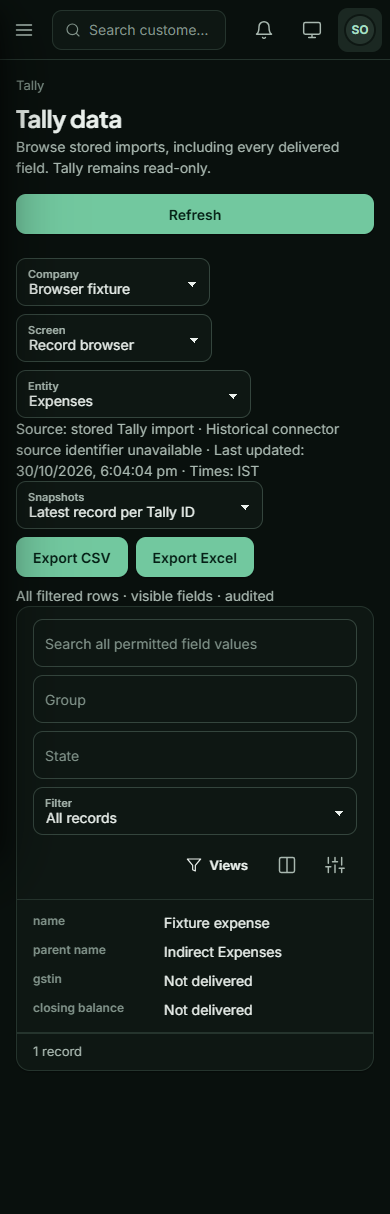 Search custome...
SO
Tally
Tally data
Browse stored imports, including every delivered
field. Tally remains read-only.
Refresh
Company
Browser fixture
Screen
Record browser
Entity
Expenses
Source: stored Tally import · Historical connector
source identifier unavailable · Last updated:
30/10/2026, 6:04:04 pm · Times: IST
Snapshots
Latest record per Tally ID
Export CSV Export Excel
All filtered rows · visible fields · audited
Search all permitted field values
Group
State
Filter
All records
Views
name Fixture expense
parent name Indirect Expenses
gstin Not delivered
closing balance Not delivered
1 record